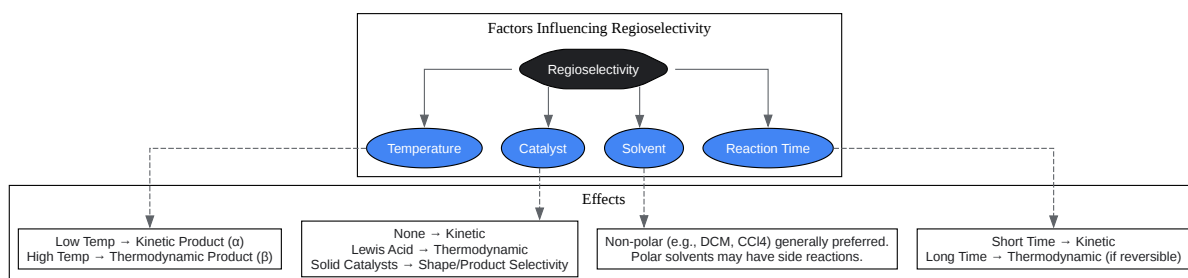 Factors Influencing Regioselectivity
Regioselectivity
Temperature
Catalyst
Solvent
Reaction Time
Effects
Low Temp → Kinetic Product (α)
High Temp → Thermodynamic Product (β)
None → Kinetic
Lewis Acid → Thermodynamic
Solid Catalysts → Shape/Product Selectivity
Non-polar (e.g., DCM, CCl4) generally preferred.
Polar solvents may have side reactions.
Short Time → Kinetic
Long Time → Thermodynamic (if reversible)